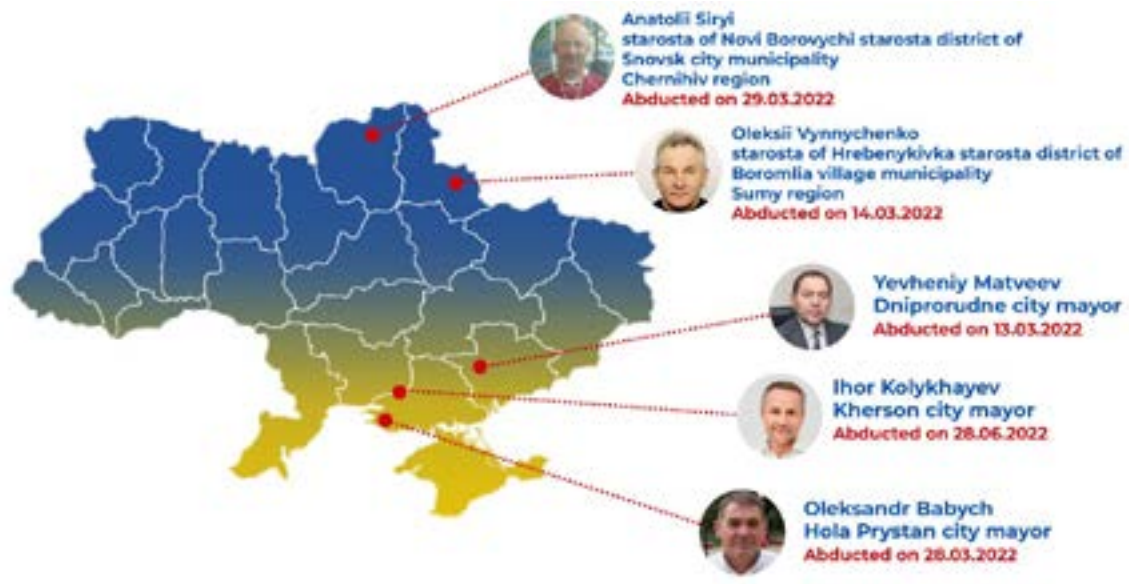 Anatolii Siryi
starosta of Novi Borovychi starosta district of
Snovsk city municipality
Chernihiv region
Abducted on 29.03.2022
Oleksii Vynnychenko
starosta of Hrebenykivka starosta district of
Boromlia village municipality
Sumy region
Abducted on 14.03.2022
Yevheniy Matveev
Dniprorudne city mayor
Abducted on 13.03.2022
Ihor Kolykhayev
Kherson city mayor
Abducted on 28.06.2022
Oleksandr Babych
Hola Prystan city mayor
Abducted on 28.03.2022